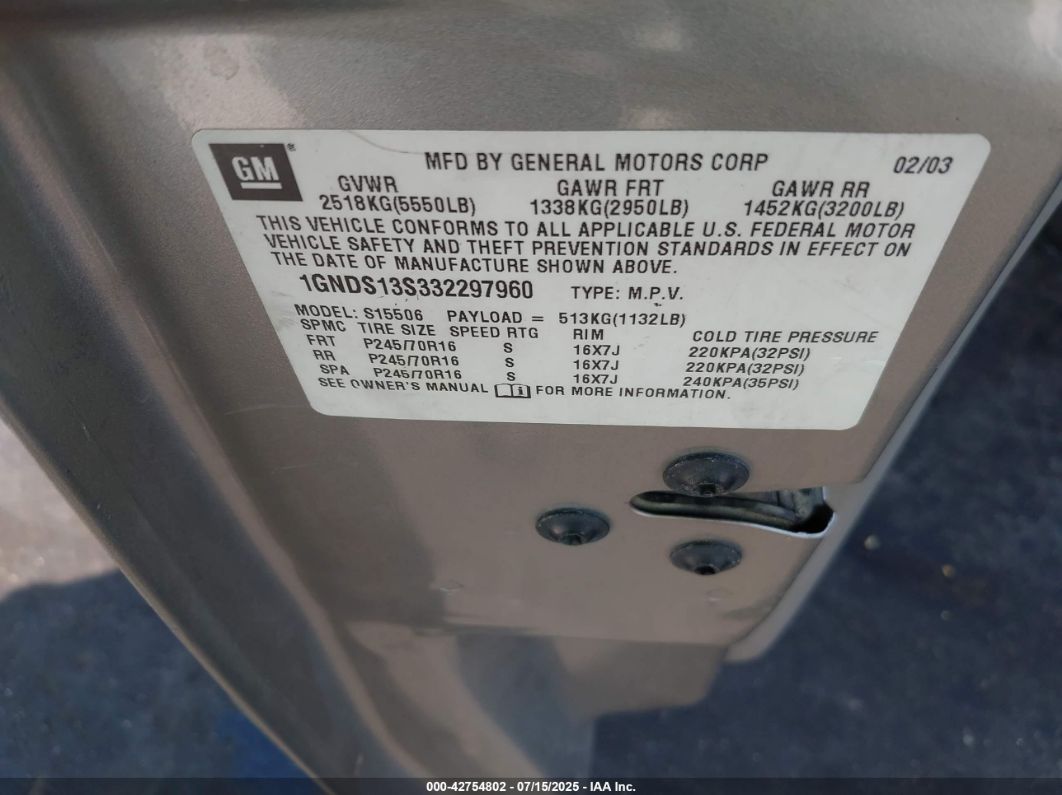 GM ® MFD BY GENERAL MOTORS CORP 02/03
GVWR GAWR FRT GAWR RR
2518KG(5550LB) 1338KG(2950LB) 1452KG(3200LB)
THIS VEHICLE CONFORMS TO ALL APPLICABLE U.S. FEDERAL MOTOR
VEHICLE SAFETY AND THEFT PREVENTION STANDARDS IN EFFECT ON
THE DATE OF MANUFACTURE SHOWN ABOVE.
1GNDS13S332297960 TYPE: M.P.V.
MODEL: S15506 PAYLOAD = 513KG(1132LB)
SPMC TIRE SIZE SPEED RTG RIM COLD TIRE PRESSURE
FRT P245/70R16 S 16X7J 220KPA(32PSI)
RR P245/70R16 S 16X7J 220KPA(32PSI)
SPA P245/70R16 S 16X7J 240KPA(35PSI)
SEE OWNER'S MANUAL FOR MORE INFORMATION.
000-42754802 - 07/15/2025 - IAA Inc.